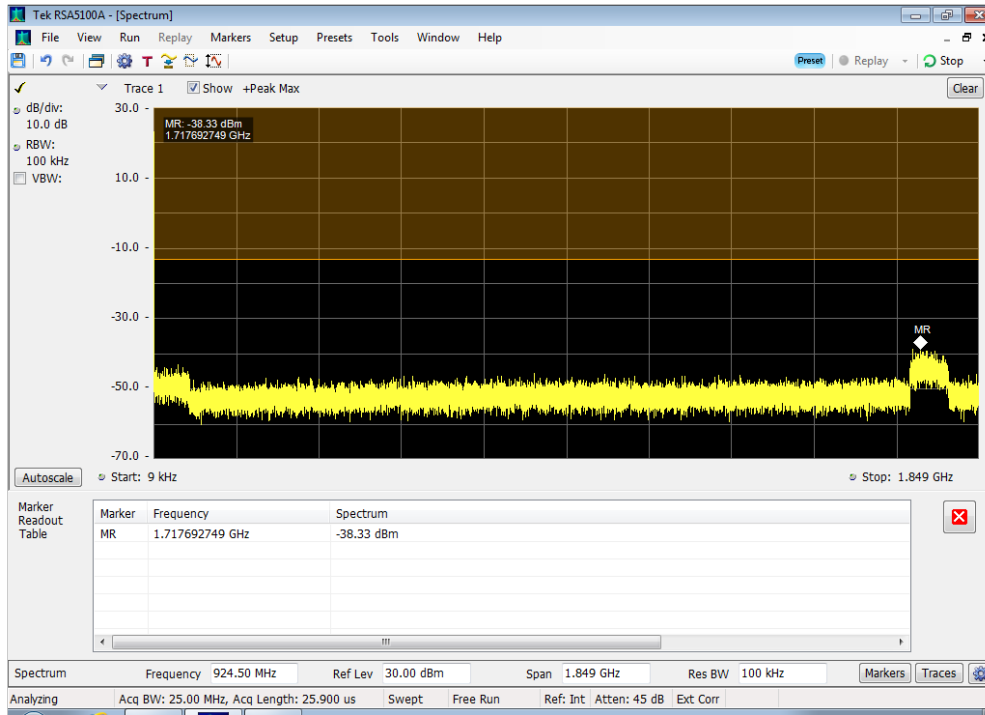 Tek RSA5100A - [Spectrum]
File View Run Replay Markers Setup Presets Tools Window Help
T Preset Replay Stop
Trace 1 Show +Peak Max Clear
dB/div:
10.0 dB
RBW:
100 kHz
VBW:
30.0
10.0
-10.0
-30.0
-50.0
-70.0
MR: -38.33 dBm
1.717692749 GHz
MR
Autoscale Start: 9 kHz Stop: 1.849 GHz
Marker
Readout
Table
Marker Frequency Spectrum
MR 1.717692749 GHz -38.33 dBm
Spectrum Frequency 924.50 MHz Ref Lev 30.00 dBm Span 1.849 GHz Res BW 100 kHz Markers Traces
Analyzing Acq BW: 25.00 MHz, Acq Length: 25.900 us Swept Free Run Ref: Int Atten: 45 dB Ext Corr